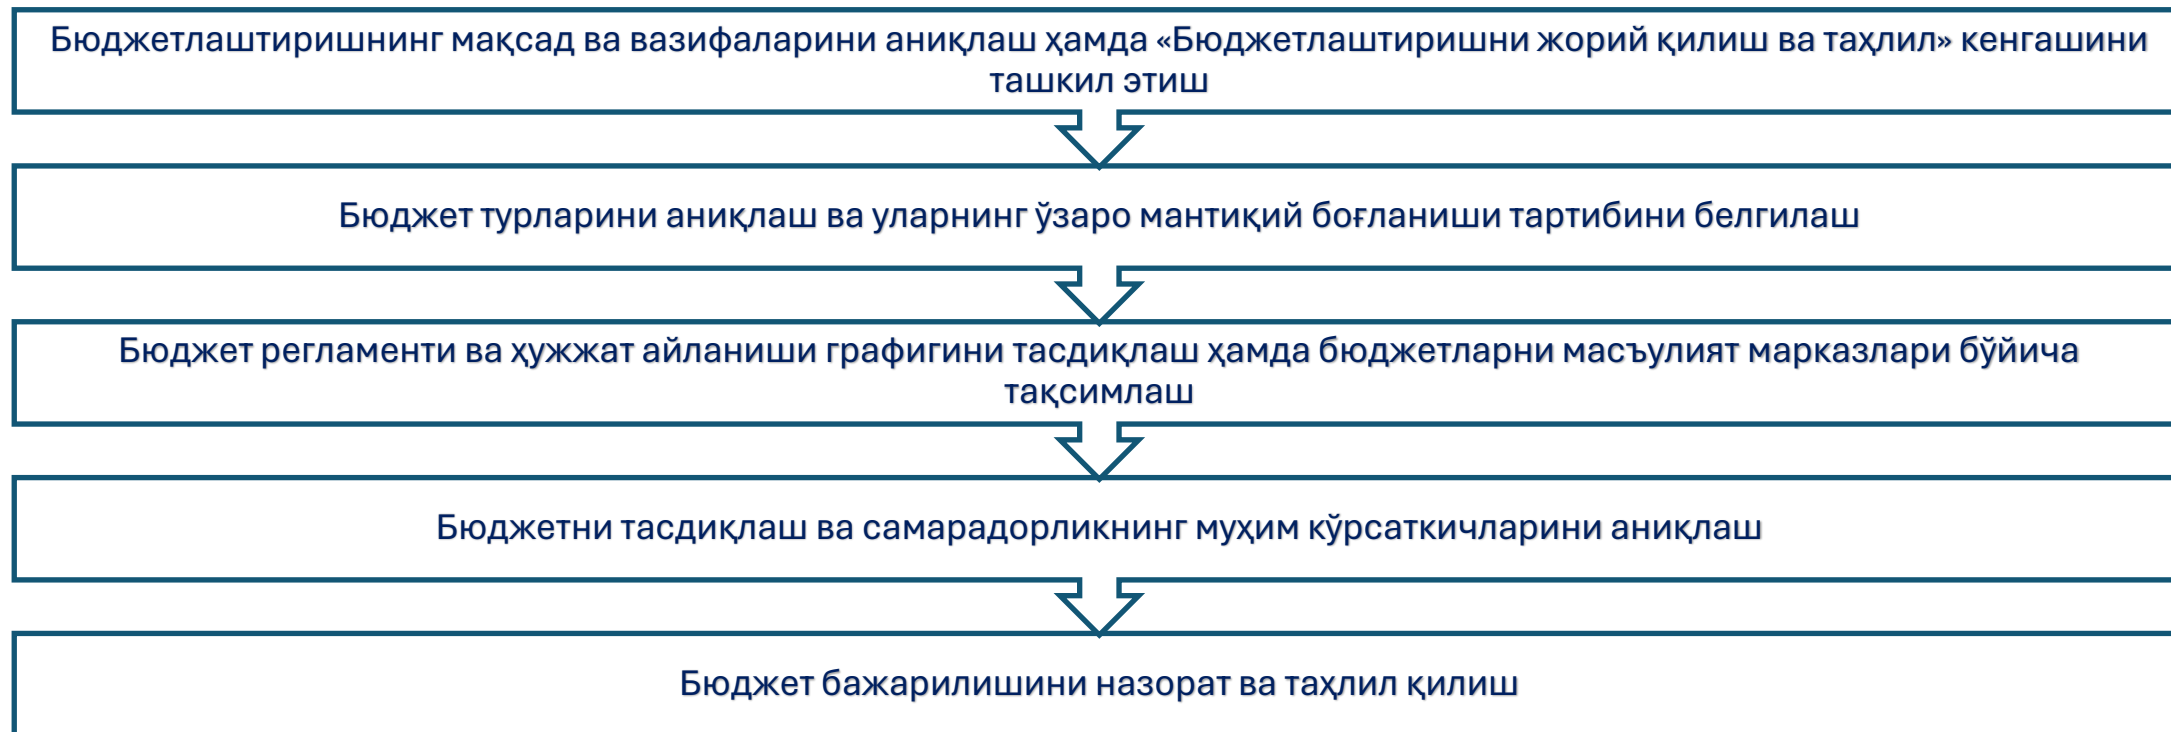 Бюджетлаштиришнинг мақсад ва вазифаларини аниқлаш ҳамда «Бюджетлаштиришни жорий қилиш ва таҳлил» кенгашини
ташкил этиш
Бюджет турларини аниқлаш ва уларнинг ўзаро мантиқий боғланиши тартибини белгилаш
Бюджет регламенти ва ҳужжат айланиши графигини тасдиқлаш ҳамда бюджетларни масъулият марказлари бўйича
тақсимлаш
Бюджетни тасдиқлаш ва самарадорликнинг муҳим кўрсаткичларини аниқлаш
Бюджет бажарилишини назорат ва таҳлил қилиш